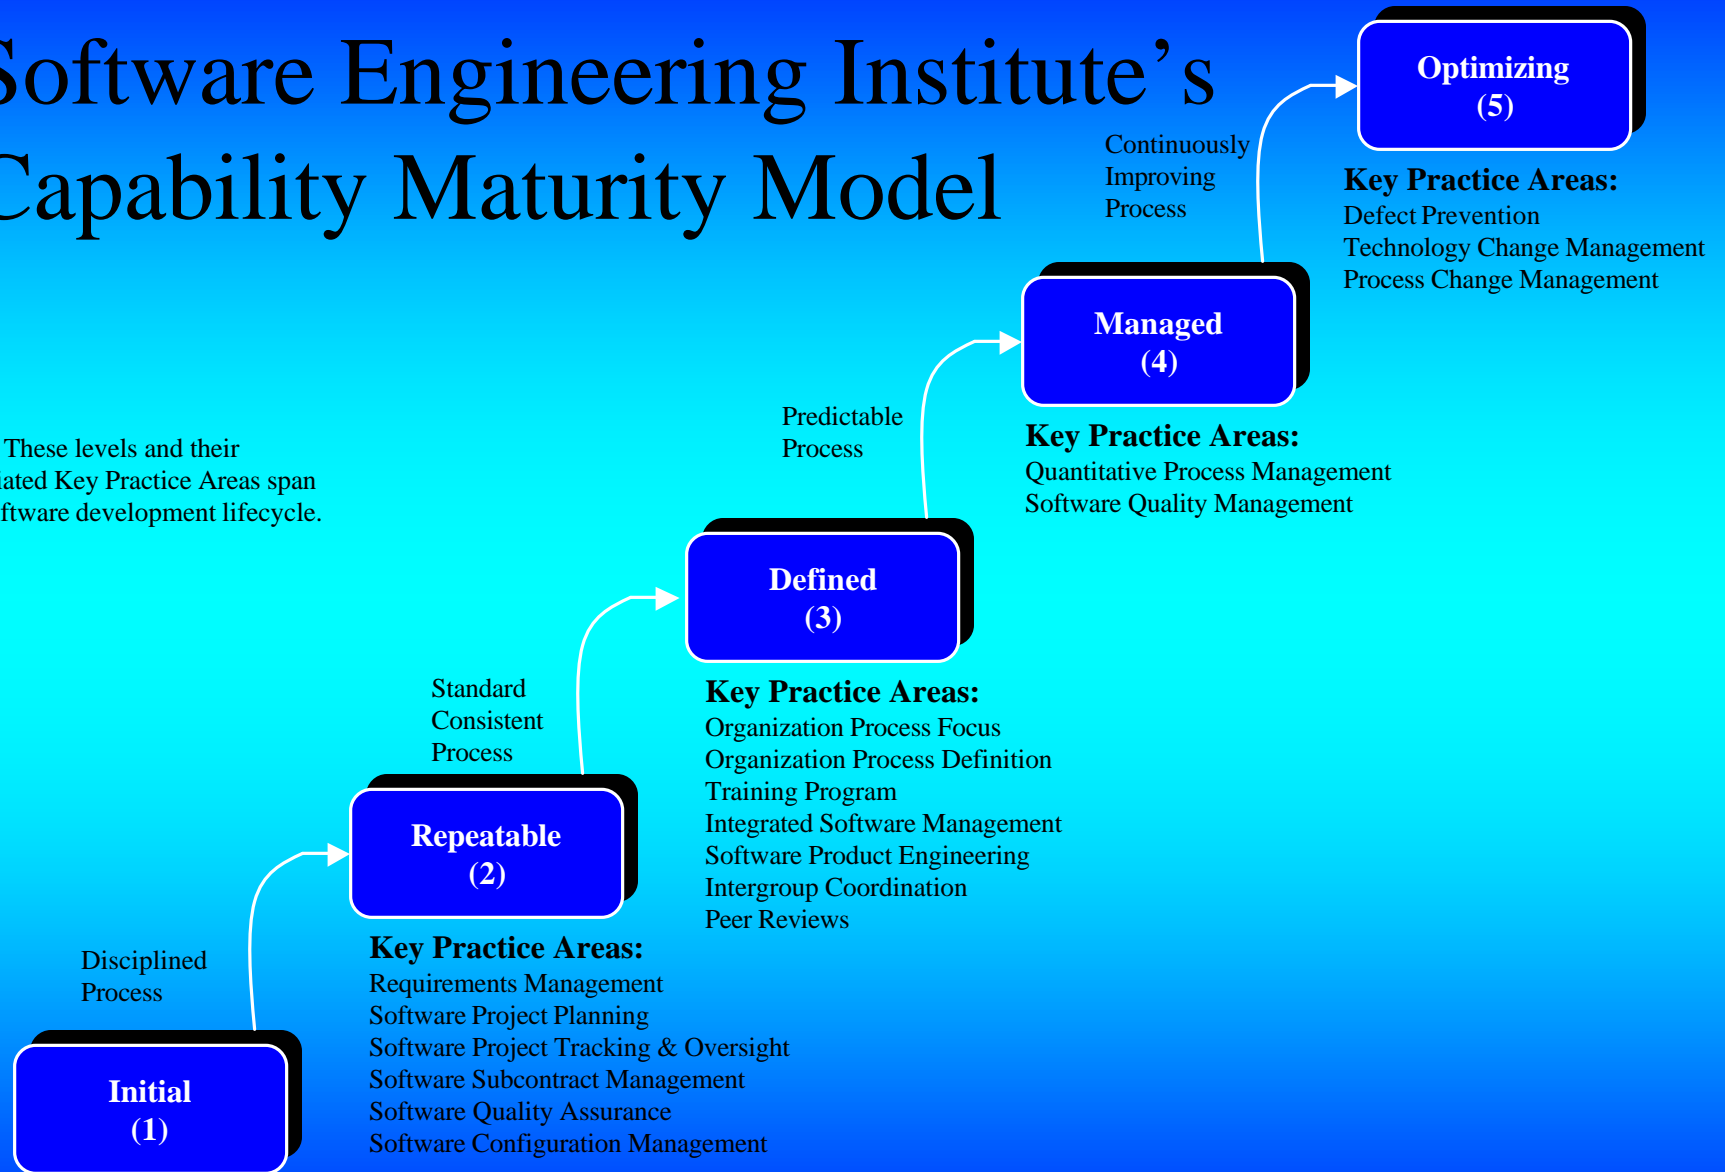 Software Engineering Institute's
Capability Maturity Model
Optimizing
(5)
Continuously
Improving
Process
Key Practice Areas:
Defect Prevention
Technology Change Management
Process Change Management
Managed
(4)
Predictable
Process
Key Practice Areas:
Quantitative Process Management
Software Quality Management
These levels and their
Key Practice Areas span
software development lifecycle.
Defined
(3)
Standard
Consistent
Process
Key Practice Areas:
Organization Process Focus
Organization Process Definition
Training Program
Integrated Software Management
Software Product Engineering
Intergroup Coordination
Peer Reviews
Repeatable
(2)
Disciplined
Process
Key Practice Areas:
Requirements Management
Software Project Planning
Software Project Tracking & Oversight
Software Subcontract Management
Software Quality Assurance
Software Configuration Management
Initial
(1)